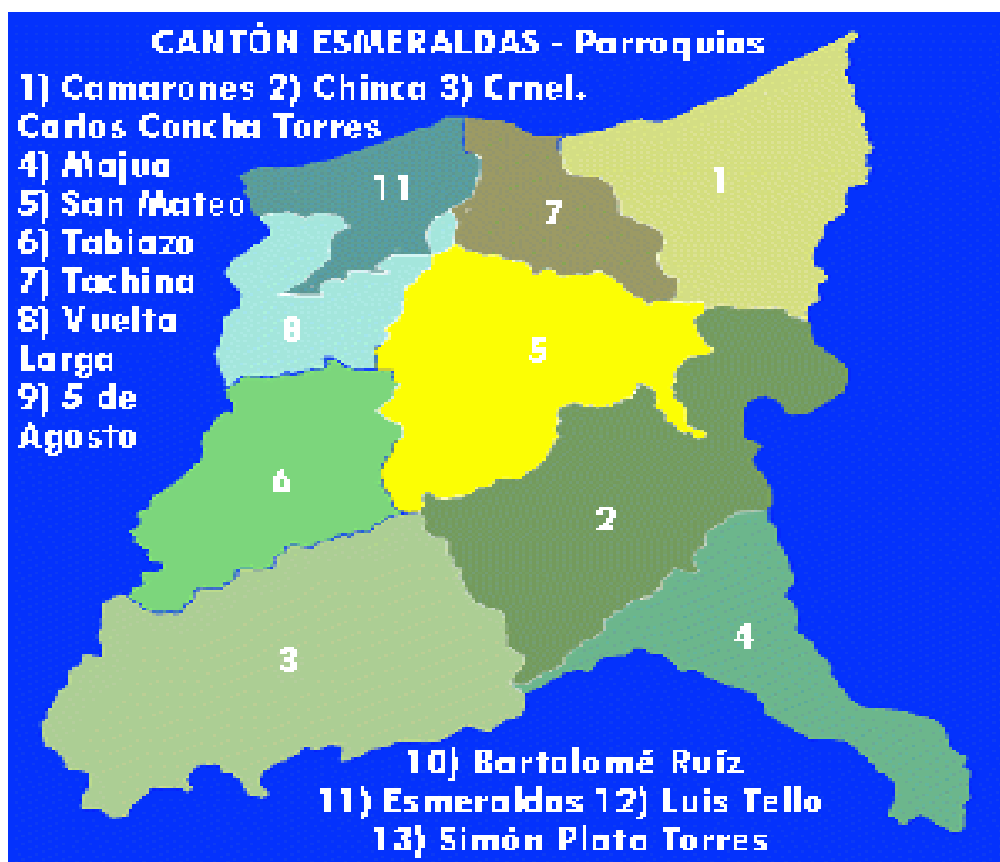 CANTÓN ESMERALDAS - Parroquias
1) Camarones 2) Chinca 3) Crnel.
Carlos Concha Torres
4) Majua
5) San Mateo
6) Tabiazo
7) Tachina
8) Vuelta
Larga
9) 5 de
Agosto
11
7
1
8
5
6
2
3
4
10) Bartolomé Ruíz
11) Esmeraldas 12) Luis Tello
13) Simón Plata Torres